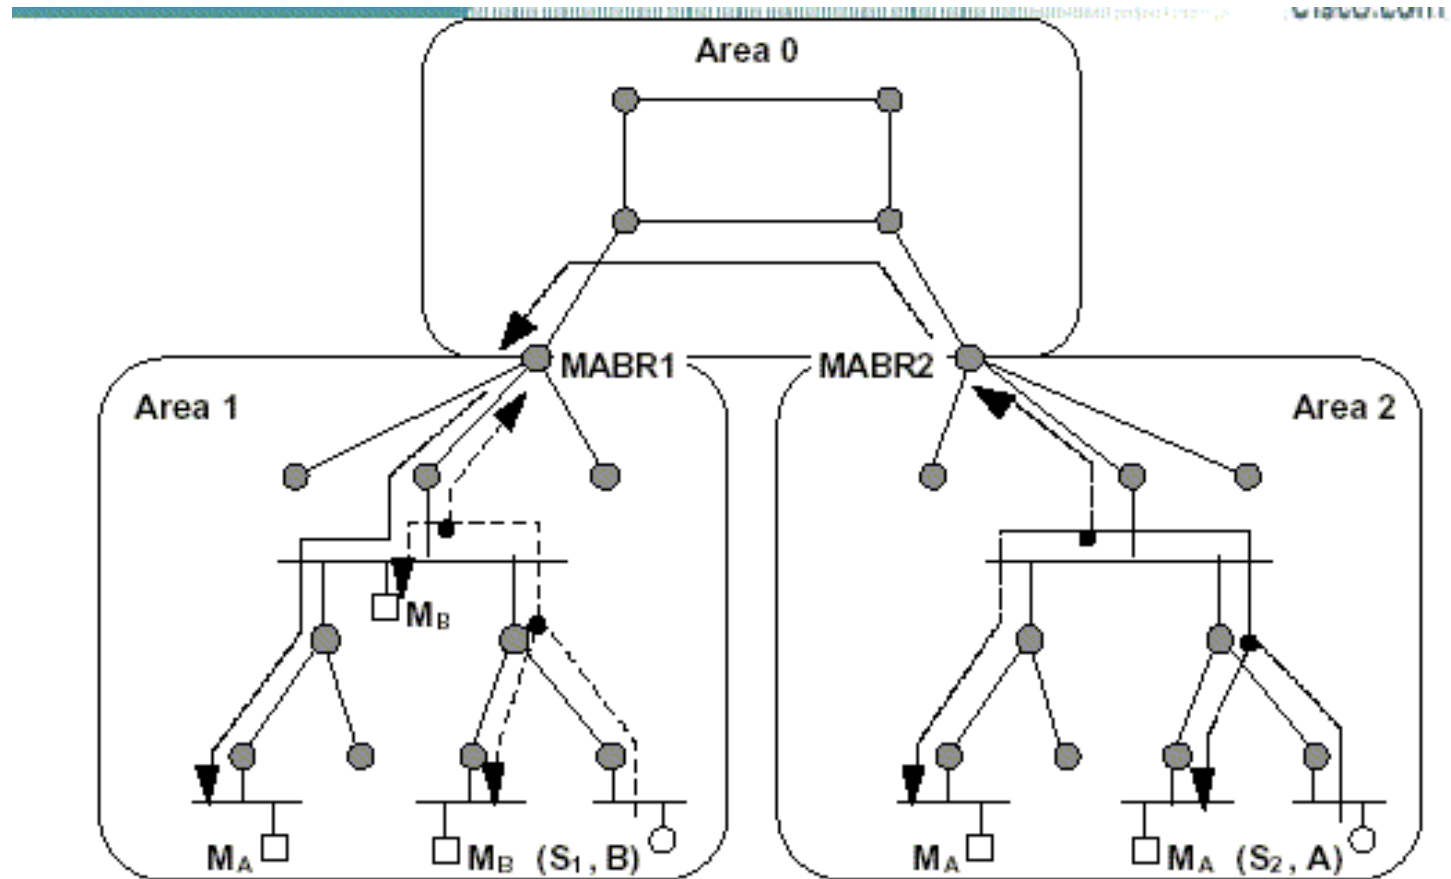 Area 0
MABR1
MABR2
Area 1
Area 2
MB
MA
MB (S1, B)
MA
MA (S2, A)